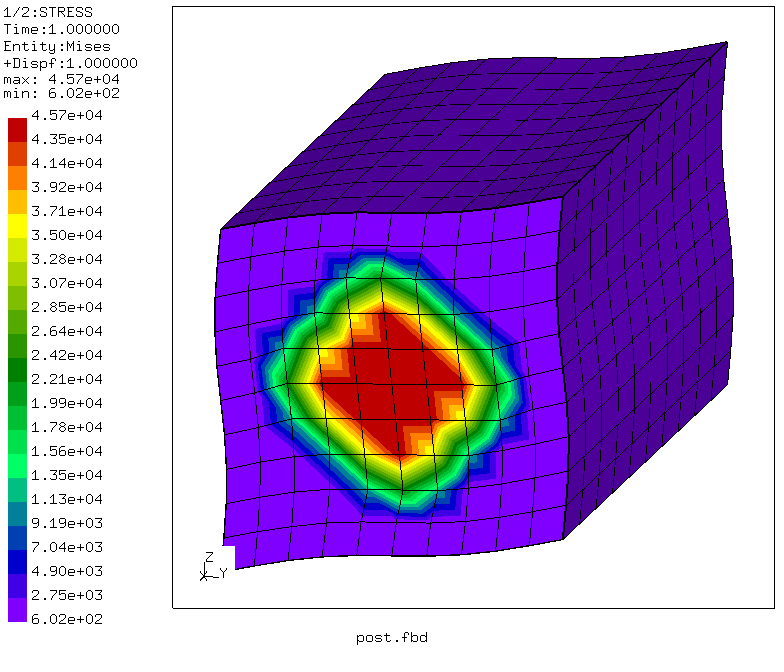 1/2:STRESS
Time:1.000000
Entity:Mises
+Dispf:1.000000
max: 4.57e+04
min: 6.02e+02
4.57e+04
4.35e+04
4.14e+04
3.92e+04
3.71e+04
3.50e+04
3.28e+04
3.07e+04
2.85e+04
2.64e+04
2.42e+04
2.21e+04
1.99e+04
1.78e+04
1.56e+04
1.35e+04
1.13e+04
9.19e+03
7.04e+03
4.90e+03
2.75e+03
6.02e+02
Z
X Y
post.fbd